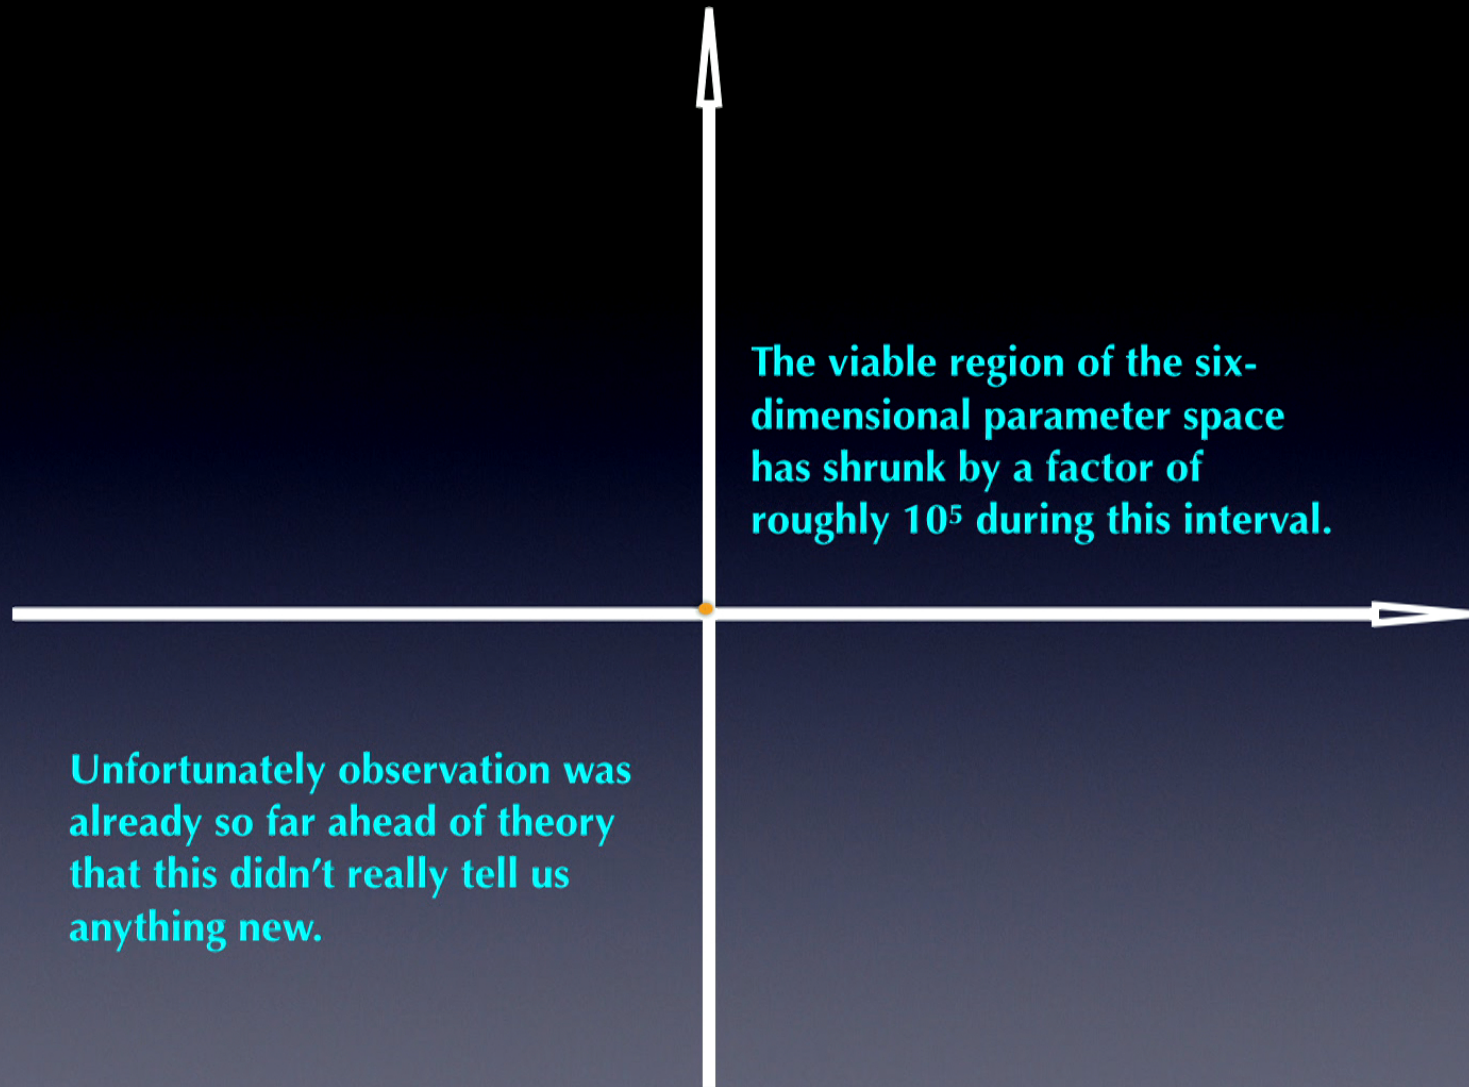 The viable region of the six-
dimensional parameter space
has shrunk by a factor of
roughly 10⁵ during this interval.
Unfortunately observation was
already so far ahead of theory
that this didn’t really tell us
anything new.